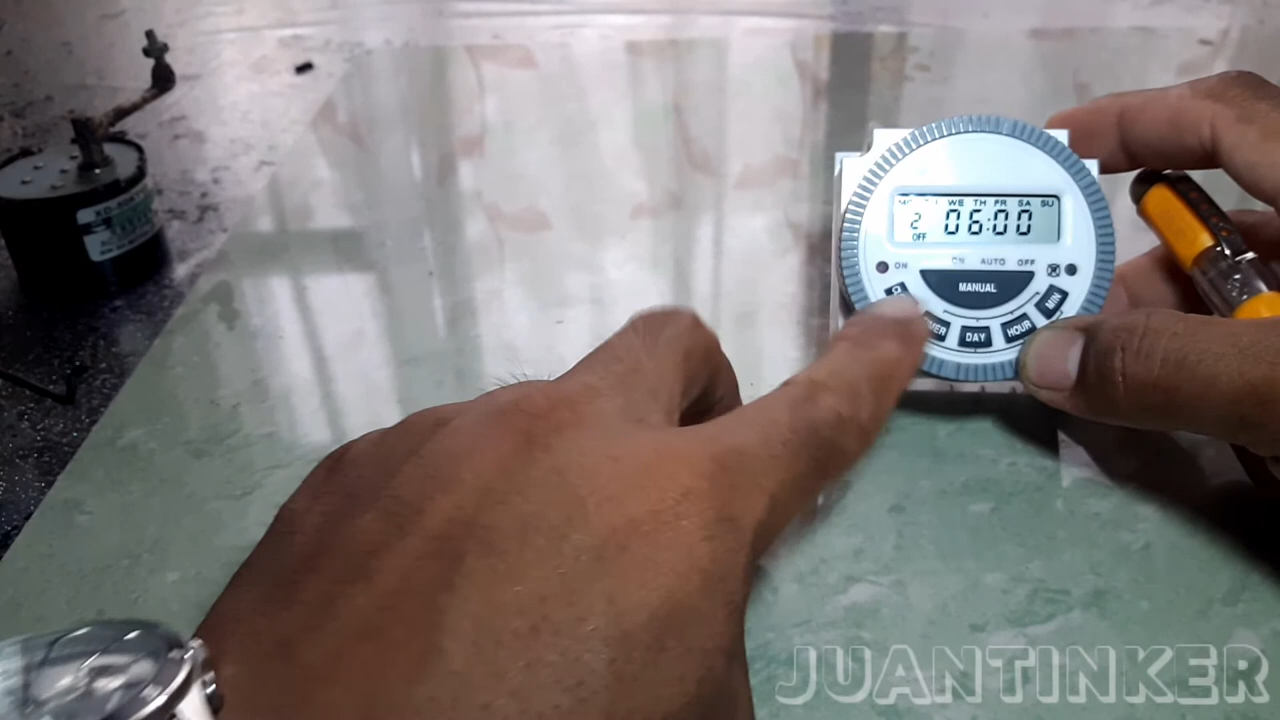 WE TH FR SA SU
2 06:00
OFF
ON
ON AUTO OFF
MANUAL
DAY HOUR MIN
JUANTINKER